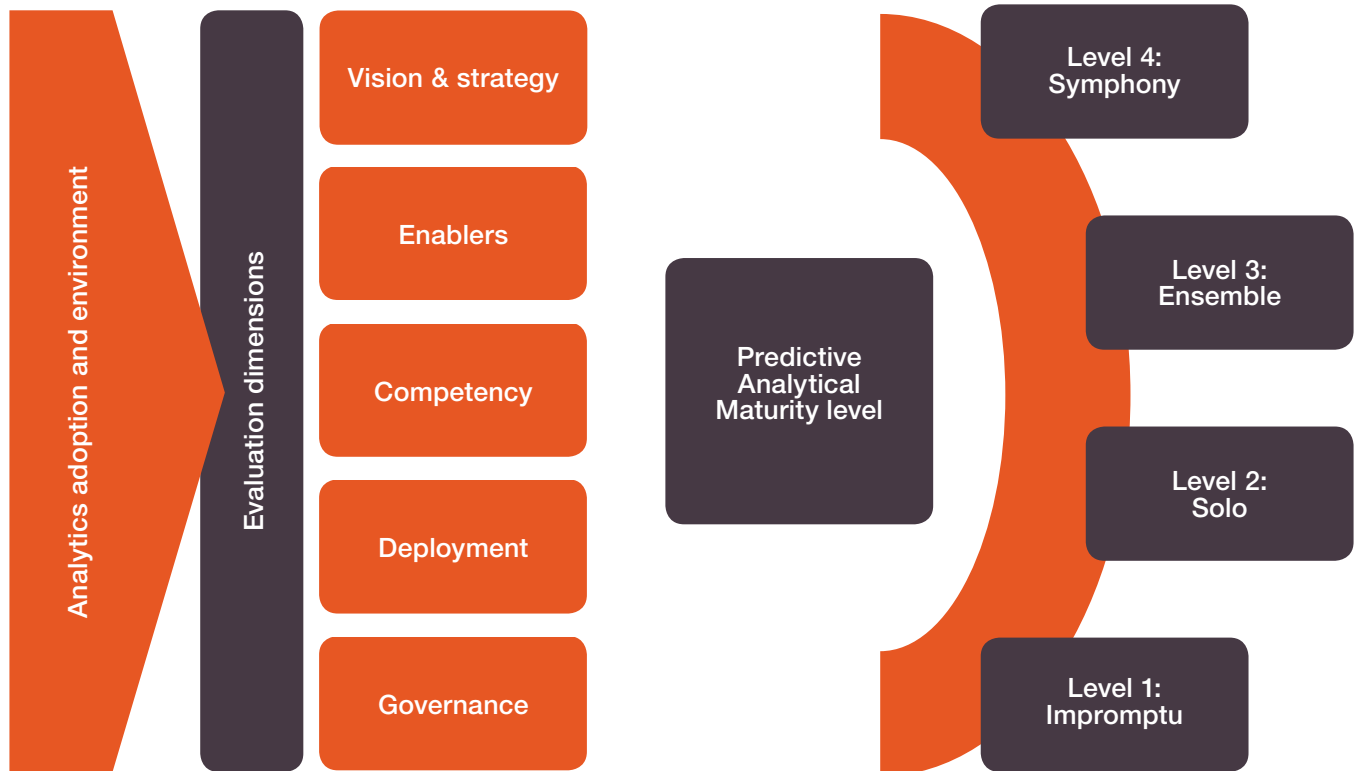 Analytics adoption and environment
Evaluation dimensions
Vision & strategy
Enablers
Competency
Deployment
Governance
Predictive
Analytical
Maturity level
Level 4:
Symphony
Level 3:
Ensemble
Level 2:
Solo
Level 1:
Impromptu